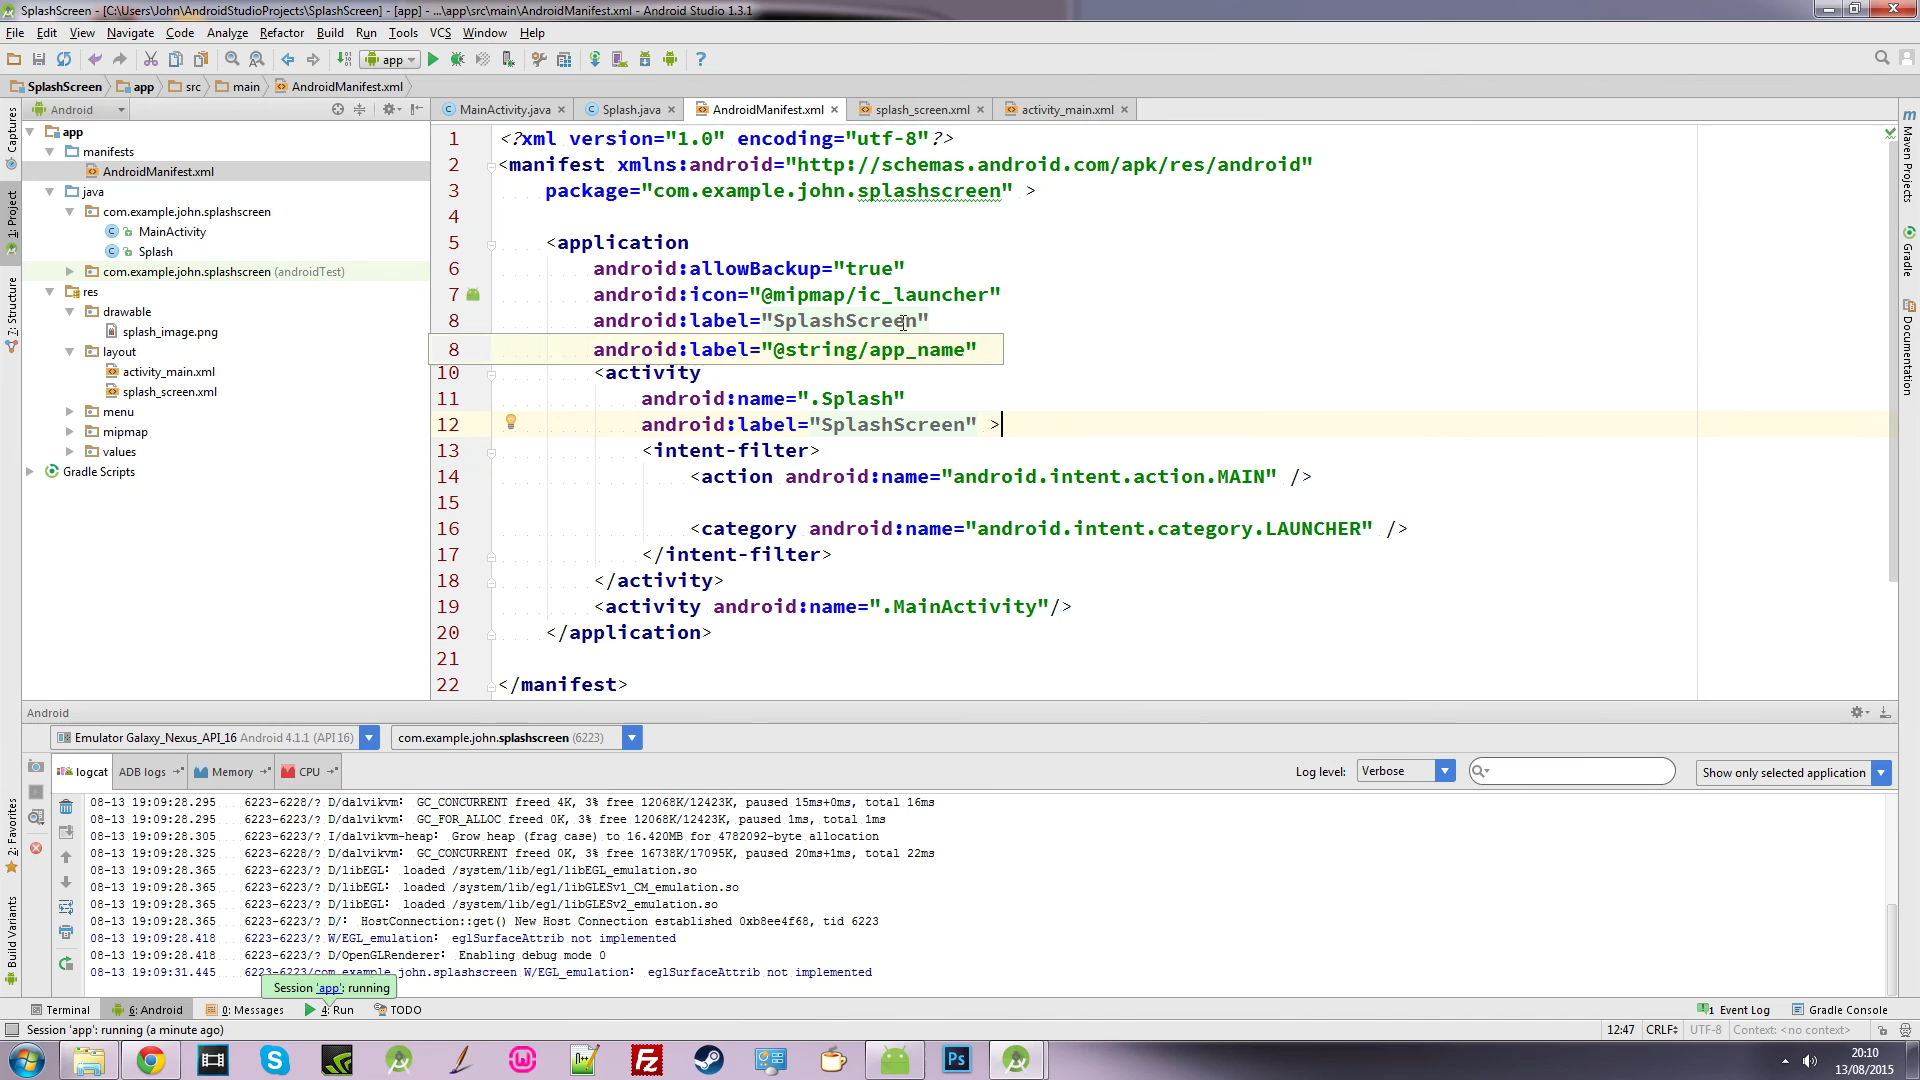 SplashScreen - [C:\Users\John\AndroidStudioProjects\SplashScreen] - [app] - ...\app\src\main\AndroidManifest.xml - Android Studio 1.3.1
File Edit View Navigate Code Analyze Refactor Build Run Tools VCS Window Help
app
SplashScreen app src main AndroidManifest.xml
Android
MainActivity.java Splash.java AndroidManifest.xml splash_screen.xml activity_main.xml
Captures
1: Project
7: Structure
2: Favorites
Build Variants
app
manifests
AndroidManifest.xml
java
com.example.john.splashscreen
MainActivity
Splash
com.example.john.splashscreen (androidTest)
res
drawable
splash_image.png
layout
activity_main.xml
splash_screen.xml
menu
mipmap
values
Gradle Scripts
1 <?xml version="1.0" encoding="utf-8"?>
2 <manifest xmlns:android="http://schemas.android.com/apk/res/android"
3 package="com.example.john.splashscreen" >
4
5 <application
6 android:allowBackup="true"
7 android:icon="@mipmap/ic_launcher"
8 android:label="SplashScreen"
8 android:label="@string/app_name"
10 <activity
11 android:name=".Splash"
12 android:label="SplashScreen" >
13 <intent-filter>
14 <action android:name="android.intent.action.MAIN" />
15
16 <category android:name="android.intent.category.LAUNCHER" />
17 </intent-filter>
18 </activity>
19 <activity android:name=".MainActivity"/>
20 </application>
21
22 </manifest>
Maven Projects
Gradle
Documentation
Android
Emulator Galaxy_Nexus_API_16 Android 4.1.1 (API 16) com.example.john.splashscreen (6223)
logcat ADB logs Memory CPU Log level: Verbose Show only selected application
08-13 19:09:28.295 6223-6228/? D/dalvikvm: GC_CONCURRENT freed 4K, 3% free 12068K/12423K, paused 15ms+0ms, total 16ms
08-13 19:09:28.295 6223-6223/? D/dalvikvm: GC_FOR_ALLOC freed 0K, 3% free 12068K/12423K, paused 1ms, total 1ms
08-13 19:09:28.305 6223-6223/? I/dalvikvm-heap: Grow heap (frag case) to 16.420MB for 4782092-byte allocation
08-13 19:09:28.325 6223-6228/? D/dalvikvm: GC_CONCURRENT freed 0K, 3% free 16738K/17095K, paused 20ms+1ms, total 22ms
08-13 19:09:28.365 6223-6223/? D/libEGL: loaded /system/lib/egl/libEGL_emulation.so
08-13 19:09:28.365 6223-6223/? D/libEGL: loaded /system/lib/egl/libGLESv1_CM_emulation.so
08-13 19:09:28.365 6223-6223/? D/libEGL: loaded /system/lib/egl/libGLESv2_emulation.so
08-13 19:09:28.365 6223-6223/? D/: HostConnection::get() New Host Connection established 0xb8ee4f68, tid 6223
08-13 19:09:28.418 6223-6223/? W/EGL_emulation: eglSurfaceAttrib not implemented
08-13 19:09:28.418 6223-6223/? D/OpenGLRenderer: Enabling debug mode 0
08-13 19:09:31.445 6223-6223/com.example.john.splashscreen W/EGL_emulation: eglSurfaceAttrib not implemented
Session 'app': running
Terminal 6: Android 0: Messages 4: Run TODO 1 Event Log Gradle Console
Session 'app': running (a minute ago) 12:47 CRLF UTF-8 Context: <no context>
Ps
20:10
13/08/2015